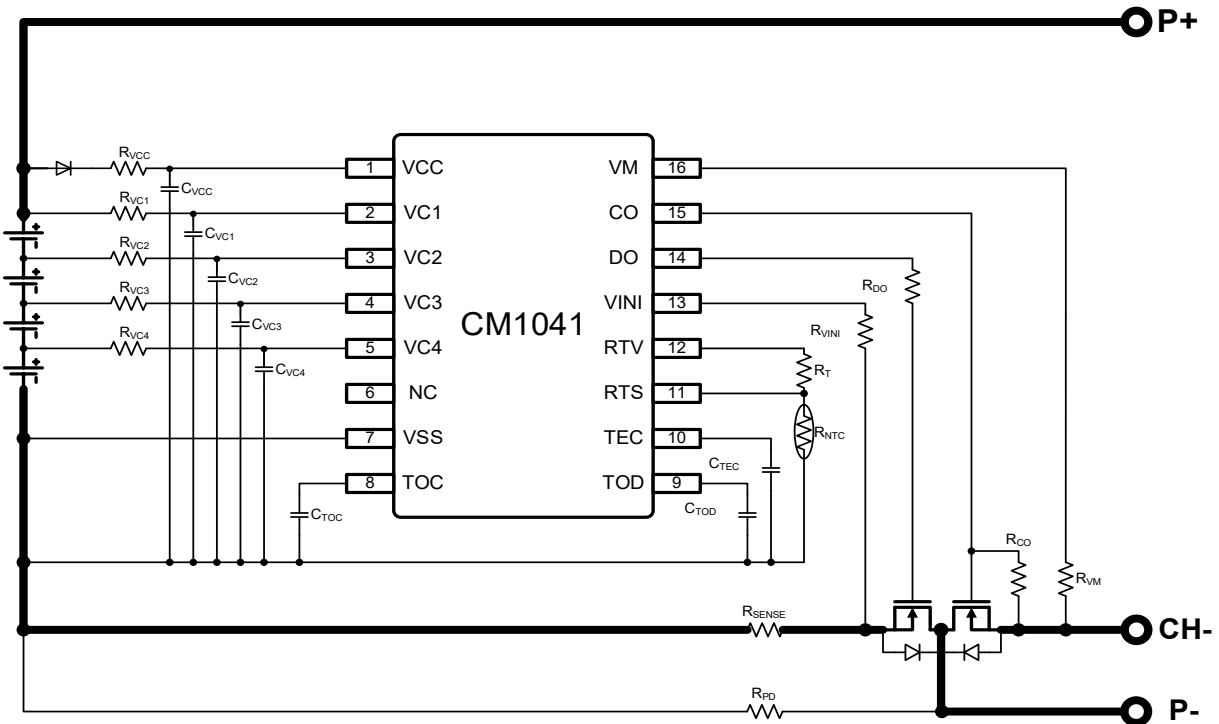 P+
RVCC
CVCC
RVC1
CVC1
RVC2
CVC2
RVC3
CVC3
RVC4
CVC4
CTOC
1 VCC
2 VC1
3 VC2
4 VC3
5 VC4
6 NC
7 VSS
8 TOC
CM1041
VM 16
CO 15
DO 14
VINI 13
RTV 12
RTS 11
TEC 10
TOD 9
RDO
RVINI
RT
RNTC
CTEC
CTOD
RCO
RVM
RSENSE
CH-
RPD
P-